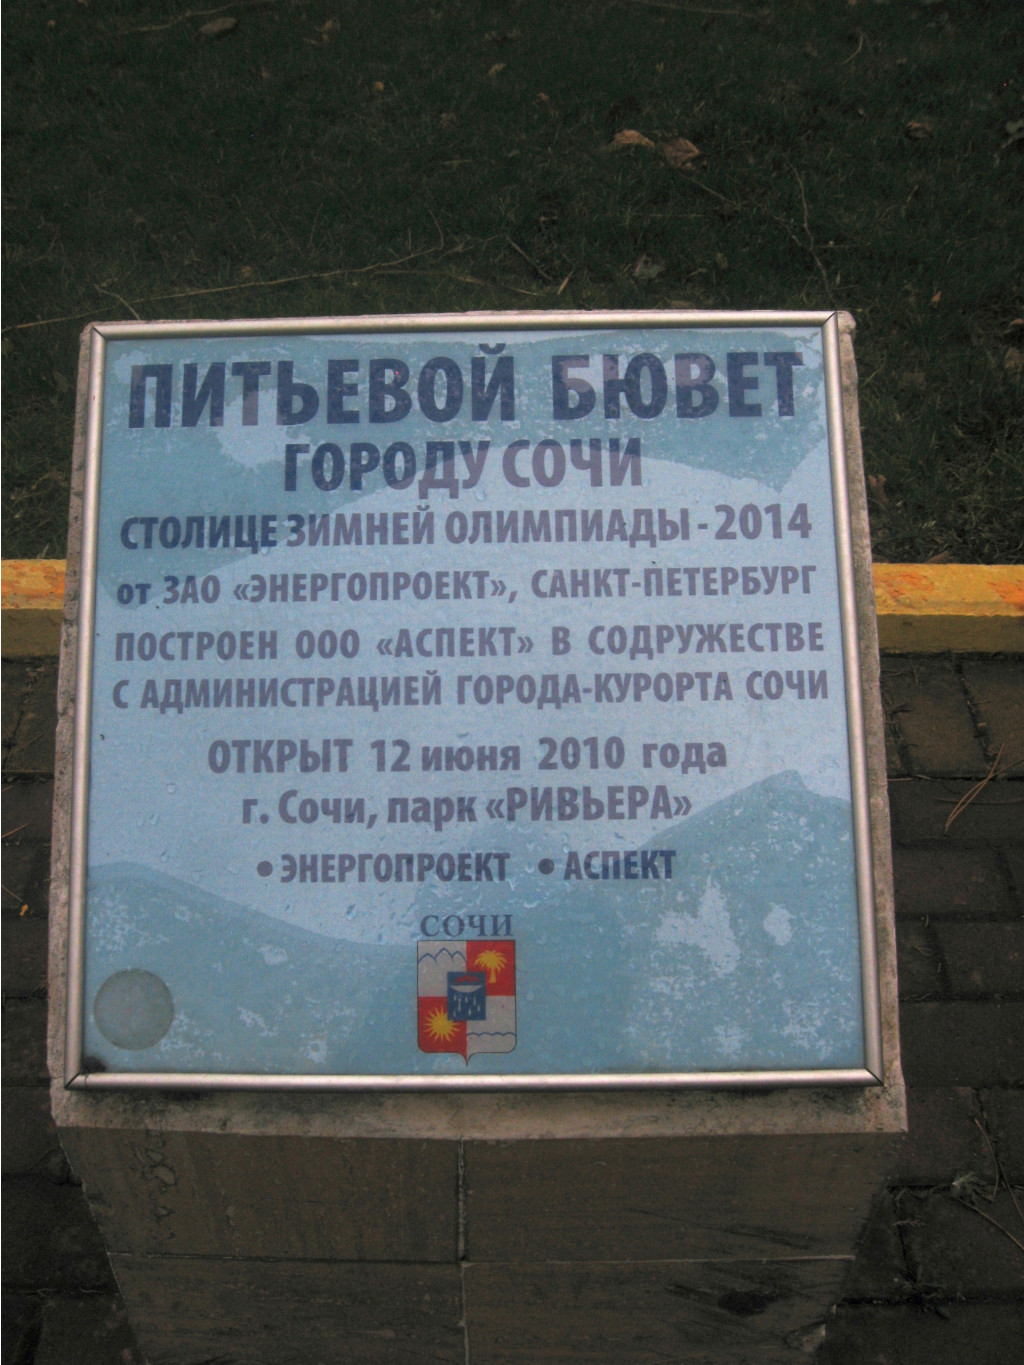 ПИТЬЕВОЙ БЮВЕТ
ГОРОДУ СОЧИ
СТОЛИЦЕ ЗИМНЕЙ ОЛИМПИАДЫ - 2014
от ЗАО «ЭНЕРГОПРОЕКТ», САНКТ-ПЕТЕРБУРГ
ПОСТРОЕН ООО «АСПЕКТ» В СОДРУЖЕСТВЕ
С АДМИНИСТРАЦИЕЙ ГОРОДА-КУРОРТА СОЧИ
ОТКРЫТ 12 июня 2010 года
г. Сочи, парк «РИВЬЕРА»
• ЭНЕРГОПРОЕКТ • АСПЕКТ
СОЧИ